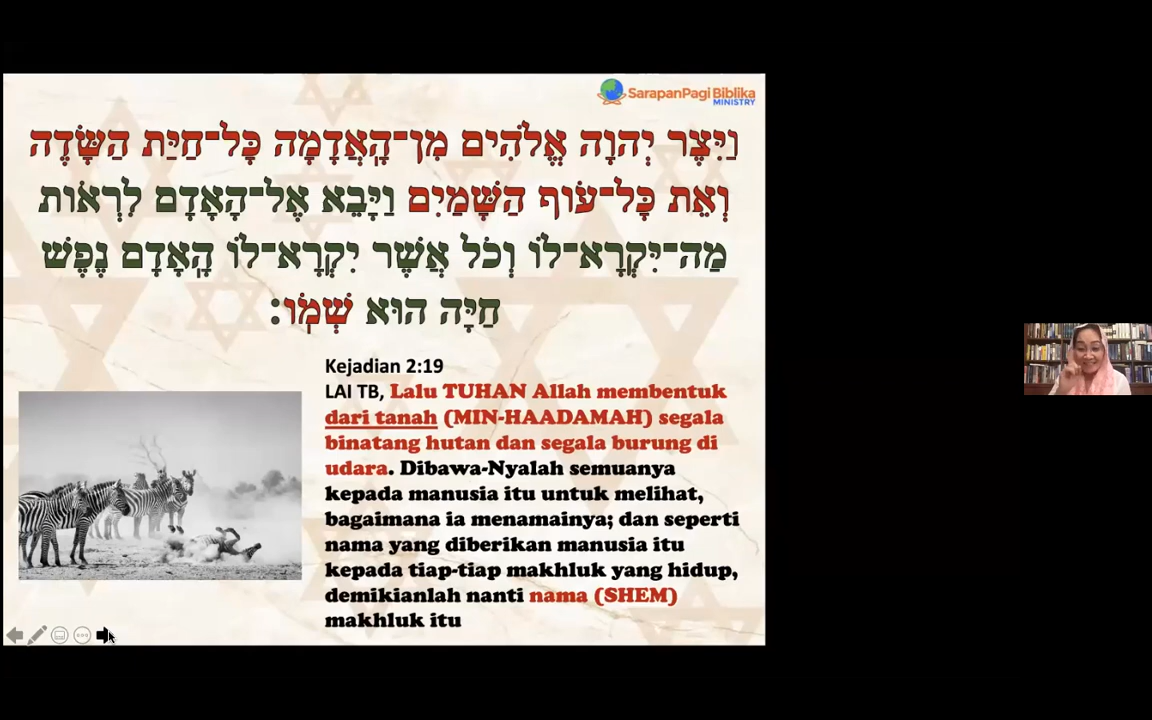 SarapanPagi Biblika
MINISTRY
וַיִּצֶר יְהוָה אֱלֹהִים מִן־הָאֲדָמָה כָּל־חַיַּת הַשָּׂדֶה
וְאֵת כָּל־עוֹף הַשָּׁמַיִם וַיָּבֵא אֶל־הָאָדָם לִרְאוֹת
מַה־יִּקְרָא־לוֹ וְכֹל אֲשֶׁר יִקְרָא־לוֹ הָאָדָם נֶפֶשׁ
חַיָּה הוּא שְׁמוֹ׃
Kejadian 2:19
LAI TB, Lalu TUHAN Allah membentuk
dari tanah (MIN-HAADAMAH) segala
binatang hutan dan segala burung di
udara. Dibawa-Nyalah semuanya
kepada manusia itu untuk melihat,
bagaimana ia menamainya; dan seperti
nama yang diberikan manusia itu
kepada tiap-tiap makhluk yang hidup,
demikianlah nanti nama (SHEM)
makhluk itu